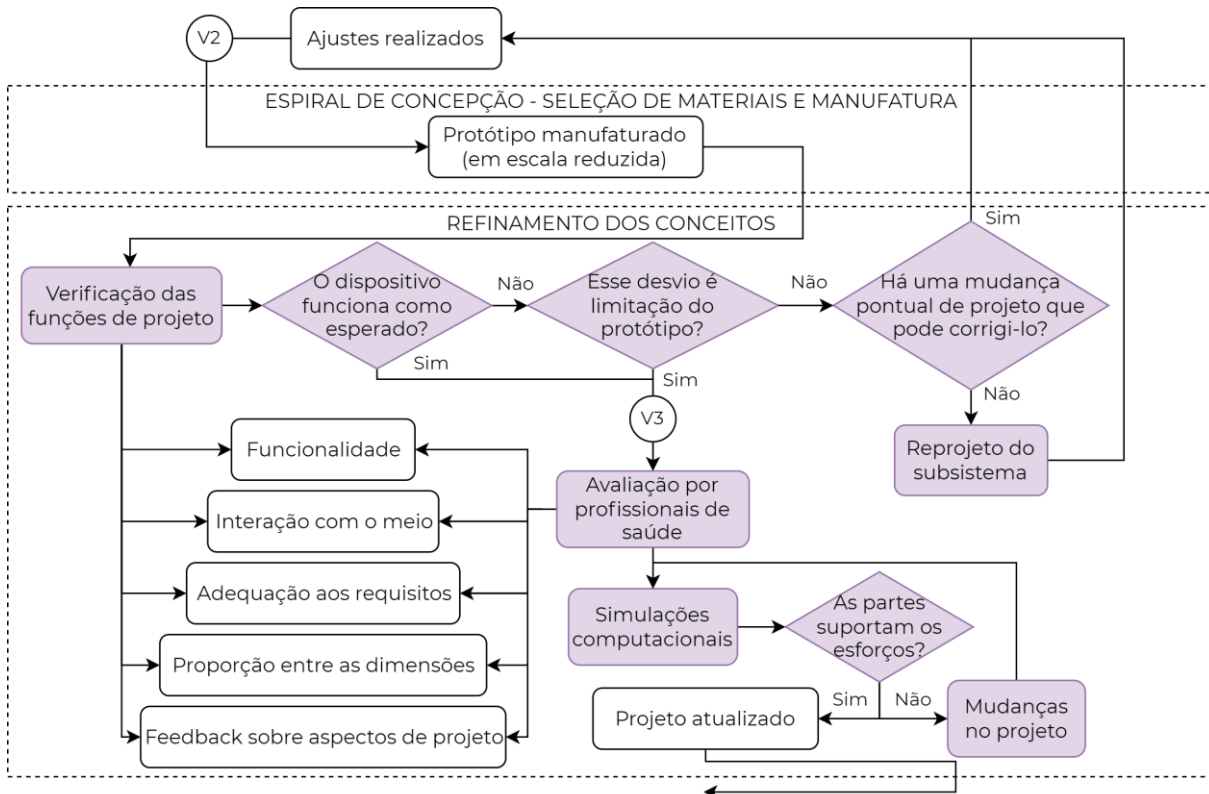 V2
Ajustes realizados
ESPIRAL DE CONCEPÇÃO - SELEÇÃO DE MATERIAIS E MANUFATURA
Protótipo manufaturado
(em escala reduzida)
REFINAMENTO DOS CONCEITOS
Sim
Verificação das
funções de projeto
O dispositivo
funciona como
esperado?
Não
Esse desvio é
limitação do
protótipo?
Não
Há uma mudança
pontual de projeto que
pode corrigi-lo?
Sim
Sim
Não
V3
Reprojeto do
subsistema
Funcionalidade
Interação com o meio
Adequação aos requisitos
Proporção entre as dimensões
Feedback sobre aspectos de projeto
Avaliação por
profissionais de
saúde
Simulações
computacionais
As partes
suportam os
esforços?
Sim
Não
Projeto atualizado
Mudanças
no projeto